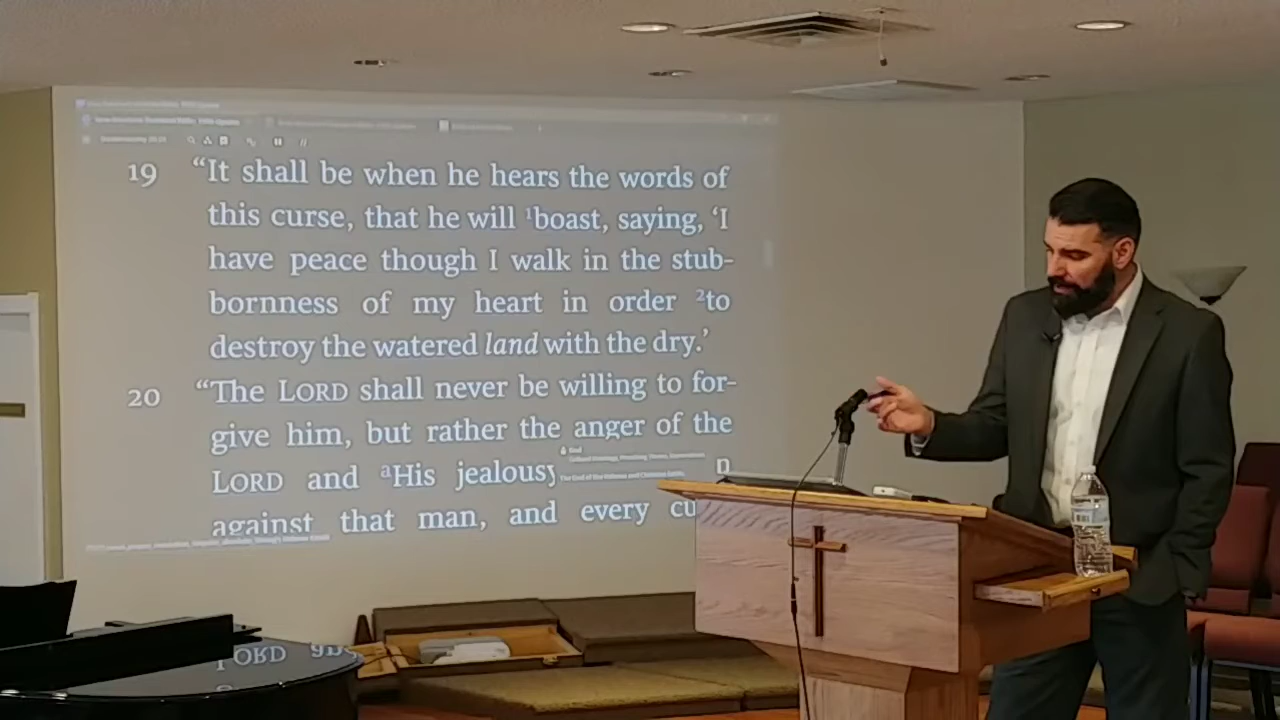 19 “It shall be when he hears the words of
this curse, that he will ¹boast, saying, ‘I
have peace though I walk in the stub-
bornness of my heart in order ²to
destroy the watered land with the dry.’
20 “The LORD shall never be willing to for-
give him, but rather the anger of the
LORD and ᵃHis jealousy
against that man, and every
LORD